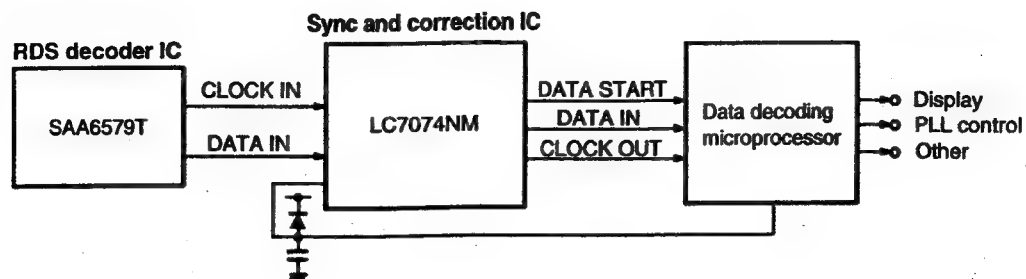 Sync and correction IC
RDS decoder IC
SAA6579T
CLOCK IN
DATA IN
LC7074NM
DATA START
DATA IN
CLOCK OUT
Data decoding
microprocessor
Display
PLL control
Other